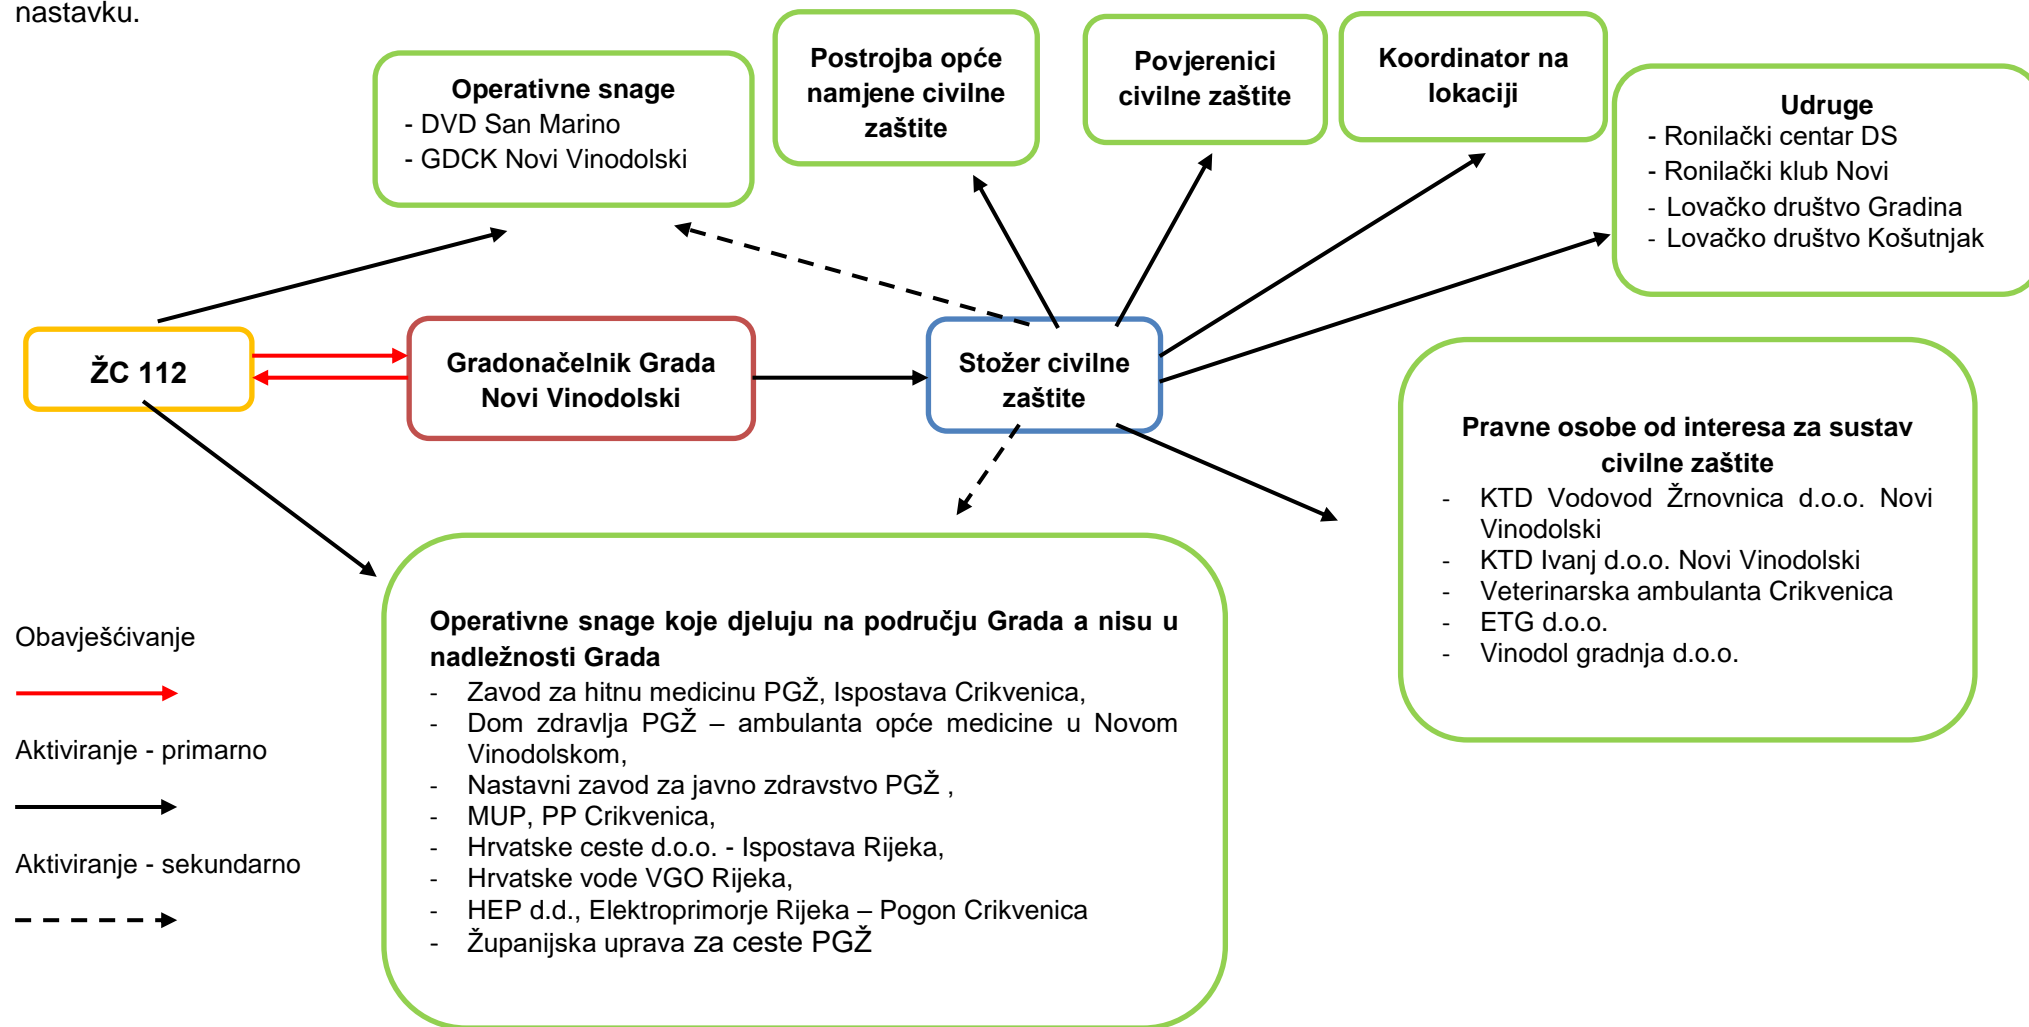 nastavku.
Operativne snage
- DVD San Marino
- GDCK Novi Vinodolski
Postrojba opće
namjene civilne
zaštite
Povjerenici
civilne zaštite
Koordinator na
lokaciji
Udruge
- Ronilački centar DS
- Ronilački klub Novi
- Lovačko društvo Gradina
- Lovačko društvo Košutnjak
ŽC 112
Gradonačelnik Grada
Novi Vinodolski
Stožer civilne
zaštite
Pravne osobe od interesa za sustav
civilne zaštite
- KTD Vodovod Žrnovnica d.o.o. Novi
Vinodolski
- KTD Ivanj d.o.o. Novi Vinodolski
- Veterinarska ambulanta Crikvenica
- ETG d.o.o.
- Vinodol gradnja d.o.o.
Obavješćivanje
Aktiviranje - primarno
Aktiviranje - sekundarno
Operativne snage koje djeluju na području Grada a nisu u
nadležnosti Grada
- Zavod za hitnu medicinu PGŽ, Ispostava Crikvenica,
- Dom zdravlja PGŽ – ambulanta opće medicine u Novom
Vinodolskom,
- Nastavni zavod za javno zdravstvo PGŽ ,
- MUP, PP Crikvenica,
- Hrvatske ceste d.o.o. - Ispostava Rijeka,
- Hrvatske vode VGO Rijeka,
- HEP d.d., Elektroprimorje Rijeka – Pogon Crikvenica
- Županijska uprava za ceste PGŽ